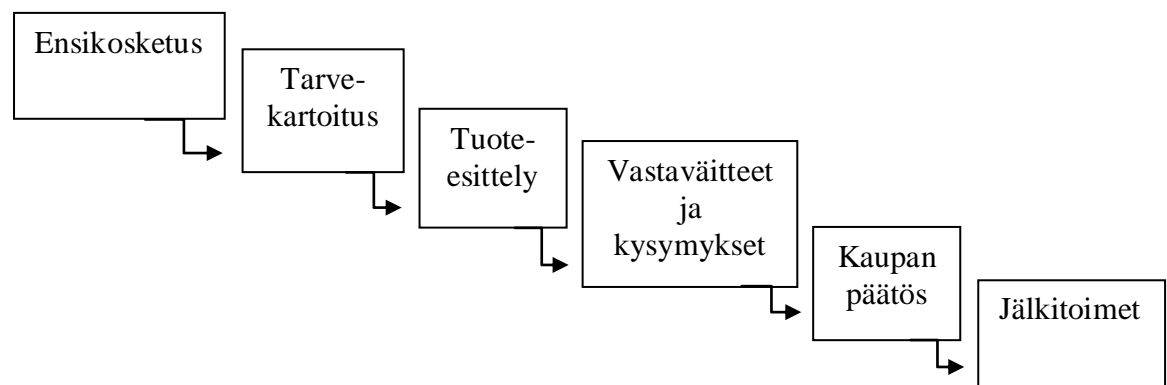 Ensikosketus
Tarve-
kartoitus
Tuote-
esittely
Vastaväitteet
ja
kysymykset
Kaupan
päätös
Jälkitoimet